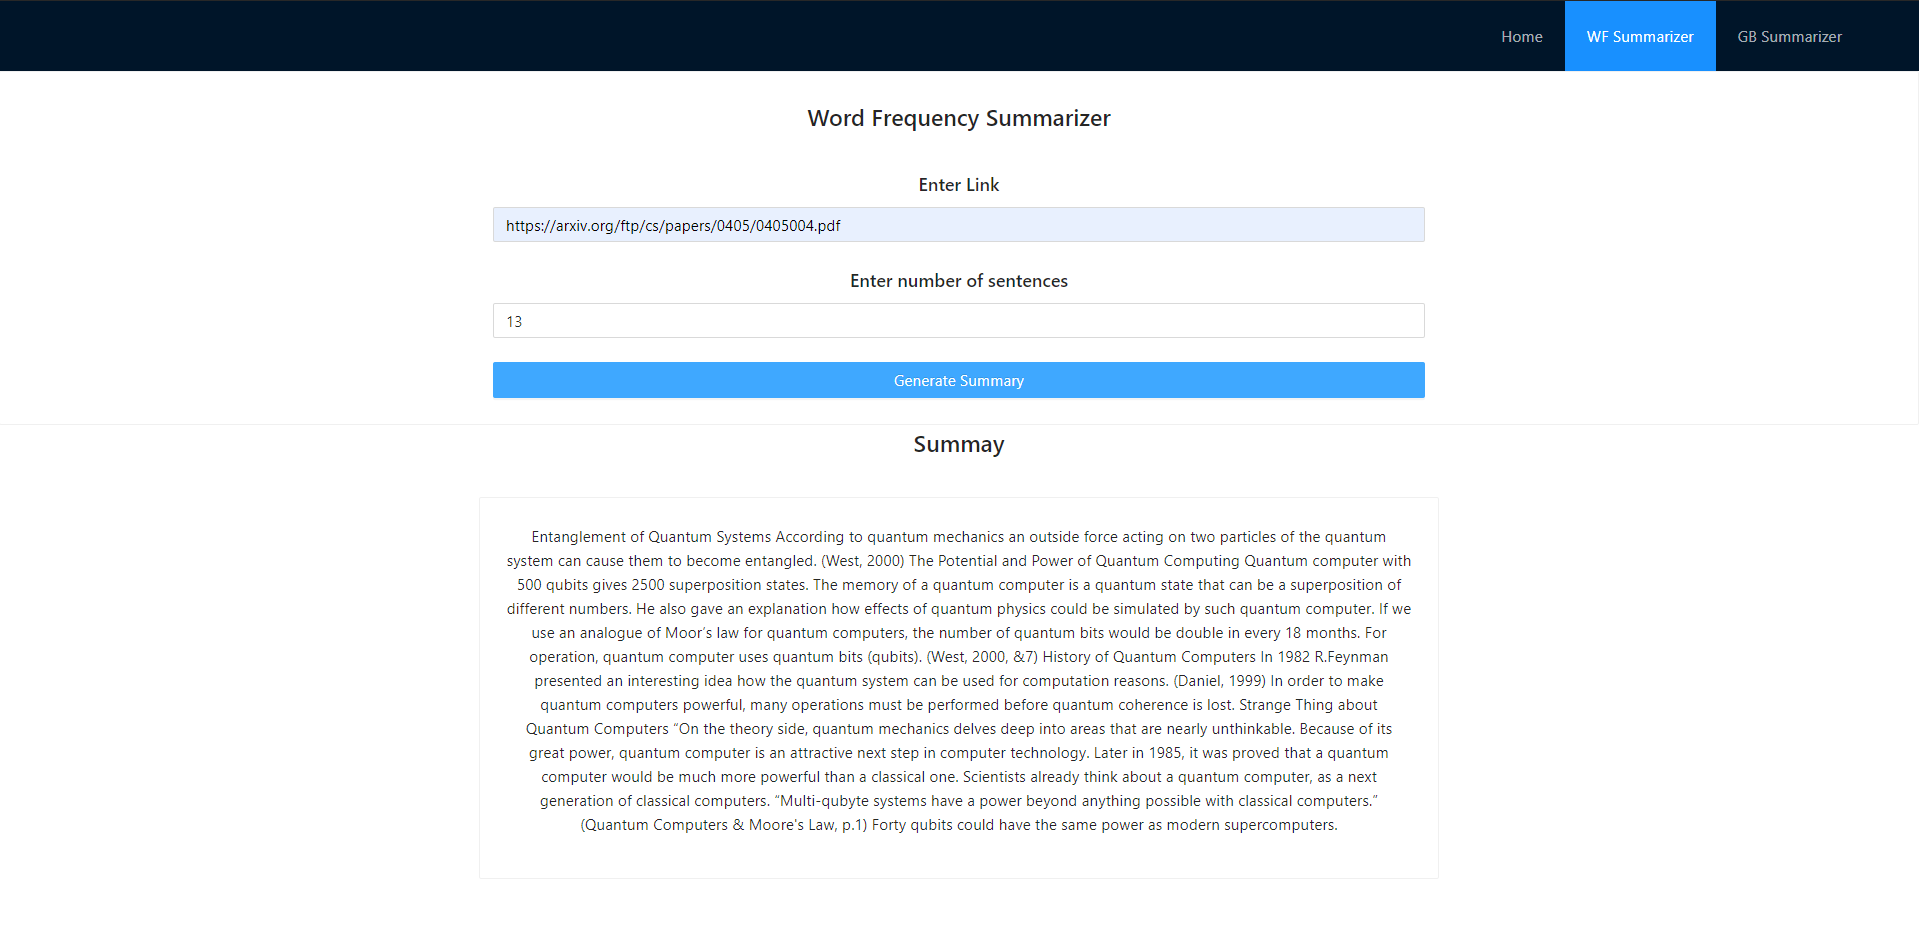 Home WF Summarizer GB Summarizer
Word Frequency Summarizer
Enter Link
https://arxiv.org/ftp/cs/papers/0405/0405004.pdf
Enter number of sentences
13
Generate Summary
Summay
Entanglement of Quantum Systems According to quantum mechanics an outside force acting on two particles of the quantum
system can cause them to become entangled. (West, 2000) The Potential and Power of Quantum Computing Quantum computer with
500 qubits gives 2500 superposition states. The memory of a quantum computer is a quantum state that can be a superposition of
different numbers. He also gave an explanation how effects of quantum physics could be simulated by such quantum computer. If we
use an analogue of Moor’s law for quantum computers, the number of quantum bits would be double in every 18 months. For
operation, quantum computer uses quantum bits (qubits). (West, 2000, &7) History of Quantum Computers In 1982 R.Feynman
presented an interesting idea how the quantum system can be used for computation reasons. (Daniel, 1999) In order to make
quantum computers powerful, many operations must be performed before quantum coherence is lost. Strange Thing about
Quantum Computers “On the theory side, quantum mechanics delves deep into areas that are nearly unthinkable. Because of its
great power, quantum computer is an attractive next step in computer technology. Later in 1985, it was proved that a quantum
computer would be much more powerful than a classical one. Scientists already think about a quantum computer, as a next
generation of classical computers. “Multi-qubyte systems have a power beyond anything possible with classical computers.”
(Quantum Computers & Moore's Law, p.1) Forty qubits could have the same power as modern supercomputers.